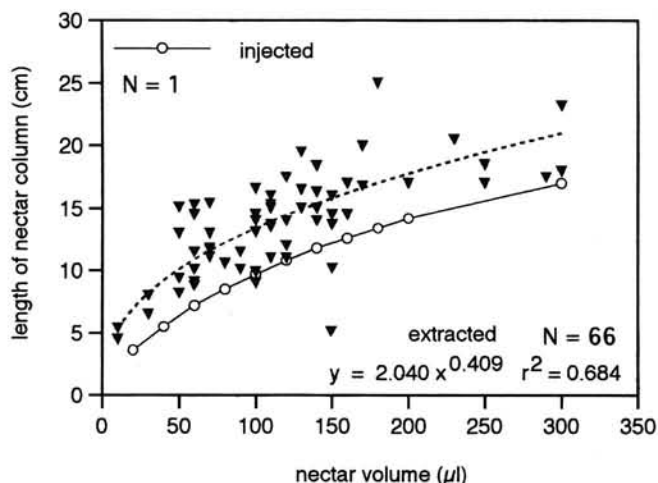 length of nectar column (cm)
30
25
20
15
10
5
0
injected
N = 1
extracted N = 66
y = 2.040 x^0.409 r^2 = 0.684
0 50 100 150 200 250 300 350
nectar volume (µl)